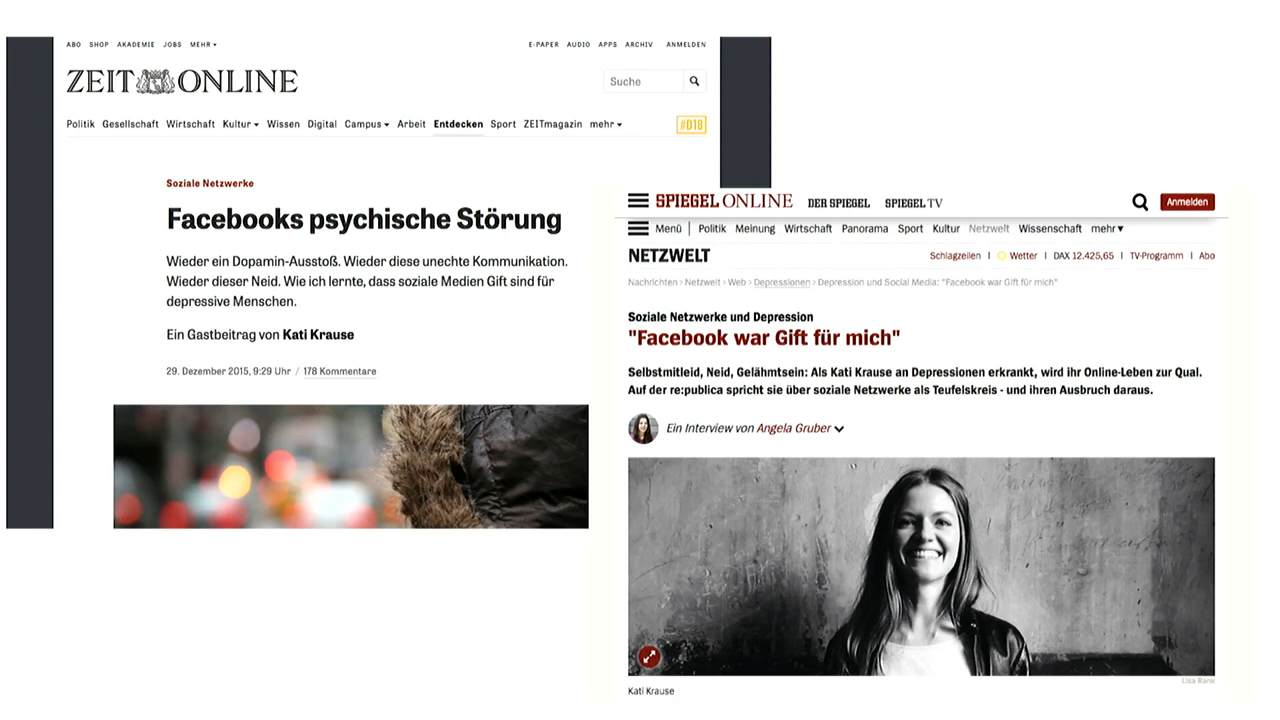 ABO SHOP AKADEMIE JOBS MEHR
E-PAPER AUDIO APPS ARCHIV ANMELDEN
ZEIT ONLINE
Suche
Politik Gesellschaft Wirtschaft Kultur Wissen Digital Campus Arbeit Entdecken Sport ZEITmagazin mehr
#D18
Soziale Netzwerke
Facebooks psychische Störung
Wieder ein Dopamin-Ausstoß. Wieder diese unechte Kommunikation.
Wieder dieser Neid. Wie ich lernte, dass soziale Medien Gift sind für
depressive Menschen.
Ein Gastbeitrag von Kati Krause
29. Dezember 2015, 9:29 Uhr / 178 Kommentare
SPIEGEL ONLINE DER SPIEGEL SPIEGEL TV
Anmelden
Menü | Politik Meinung Wirtschaft Panorama Sport Kultur Netzwelt Wissenschaft mehr
NETZWELT
Schlagzeilen | Wetter | DAX 12.425,65 | TV-Programm | Abo
Nachrichten > Netzwelt > Web > Depressionen > Depression und Social Media: "Facebook war Gift für mich"
Soziale Netzwerke und Depression
"Facebook war Gift für mich"
Selbstmitleid, Neid, Gelähmtsein: Als Kati Krause an Depressionen erkrankt, wird ihr Online-Leben zur Qual.
Auf der re:publica spricht sie über soziale Netzwerke als Teufelskreis - und ihren Ausbruch daraus.
Ein Interview von Angela Gruber
Lisa Rank
Kati Krause